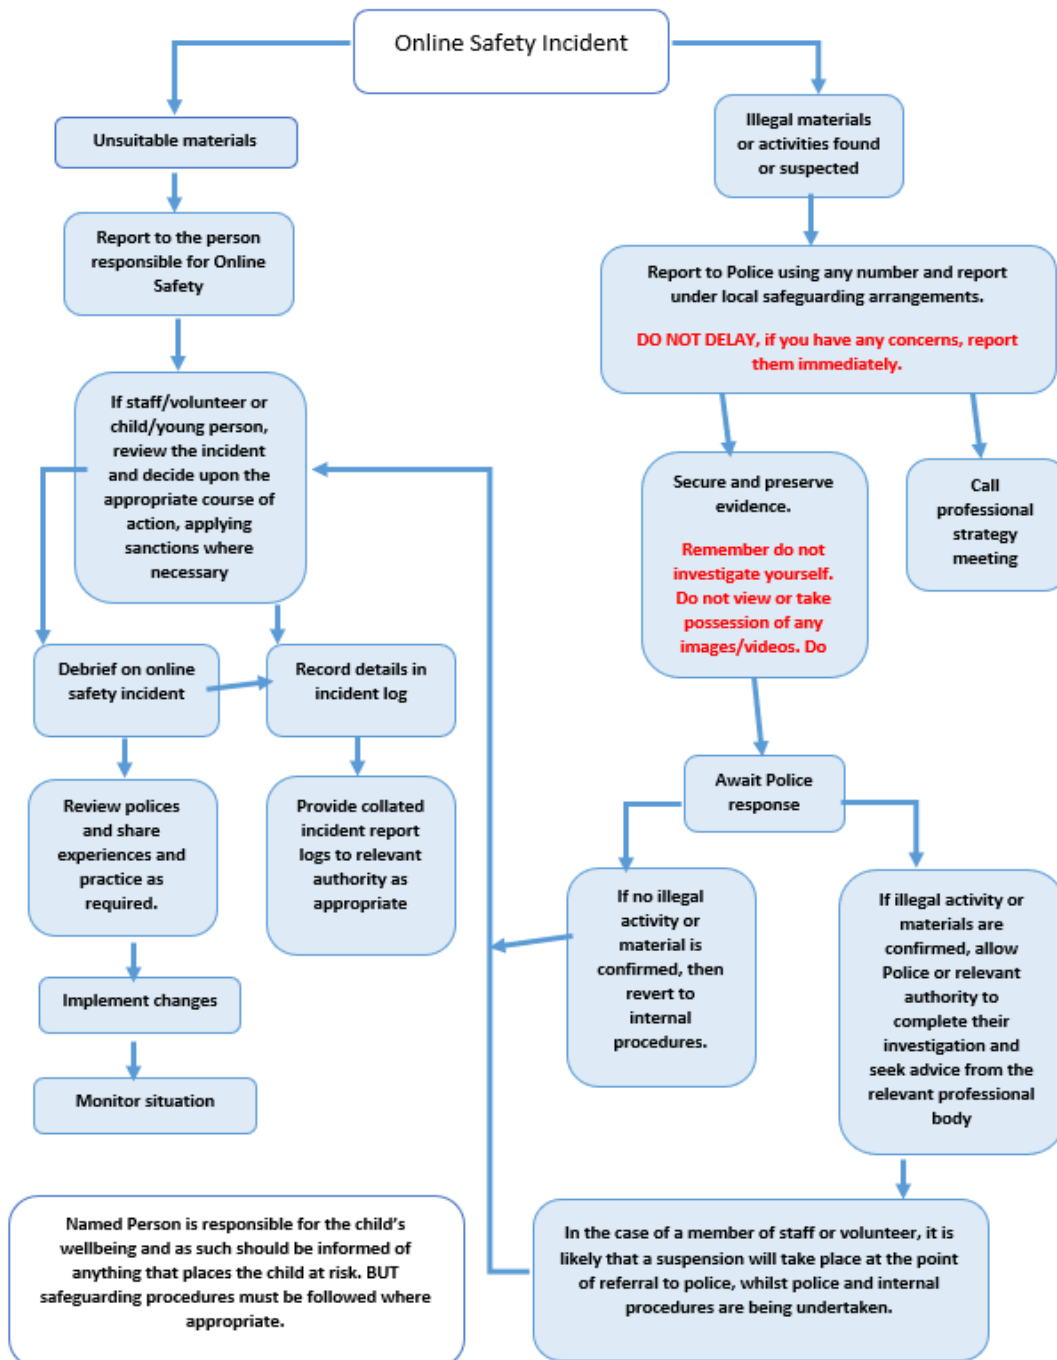 Online Safety Incident
Unsuitable materials
Illegal materials
or activities found
or suspected
Report to the person
responsible for Online
Safety
Report to Police using any number and report
under local safeguarding arrangements.
DO NOT DELAY, if you have any concerns, report
them immediately.
If staff/volunteer or
child/young person,
review the incident
and decide upon the
appropriate course of
action, applying
sanctions where
necessary
Secure and preserve
evidence.
Remember do not
investigate yourself.
Do not view or take
possession of any
images/videos. Do
Call
professional
strategy
meeting
Debrief on online
safety incident
Record details in
incident log
Review polices
and share
experiences and
practice as
required.
Provide collated
incident report
logs to relevant
authority as
appropriate
Await Police
response
If no illegal
activity or
material is
confirmed, then
revert to
internal
procedures.
If illegal activity or
materials are
confirmed, allow
Police or relevant
authority to
complete their
investigation and
seek advice from the
relevant professional
body
Implement changes
Monitor situation
Named Person is responsible for the child’s
wellbeing and as such should be informed of
anything that places the child at risk. BUT
safeguarding procedures must be followed where
appropriate.
In the case of a member of staff or volunteer, it is
likely that a suspension will take place at the point
of referral to police, whilst police and internal
procedures are being undertaken.